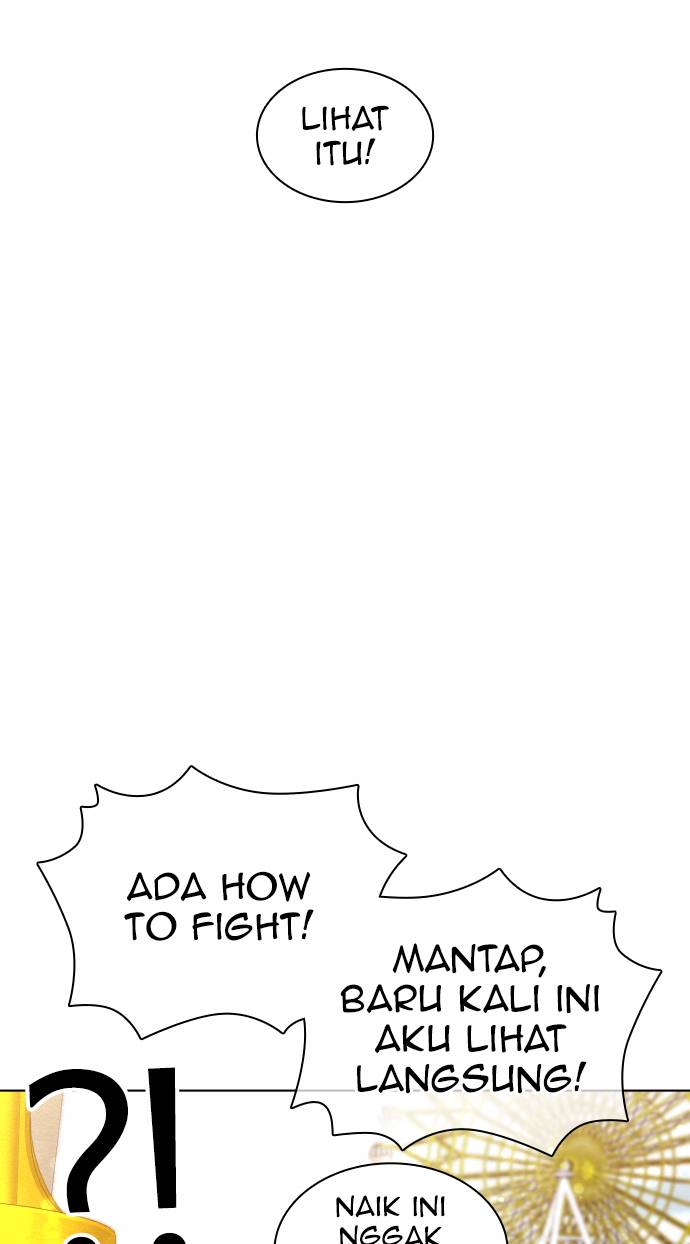 LIHAT
ITU!
ADA HOW
TO FIGHT!
MANTAP,
BARU KALI INI
AKU LIHAT
LANGSUNG!
?!
NAIK INI
NGGAK